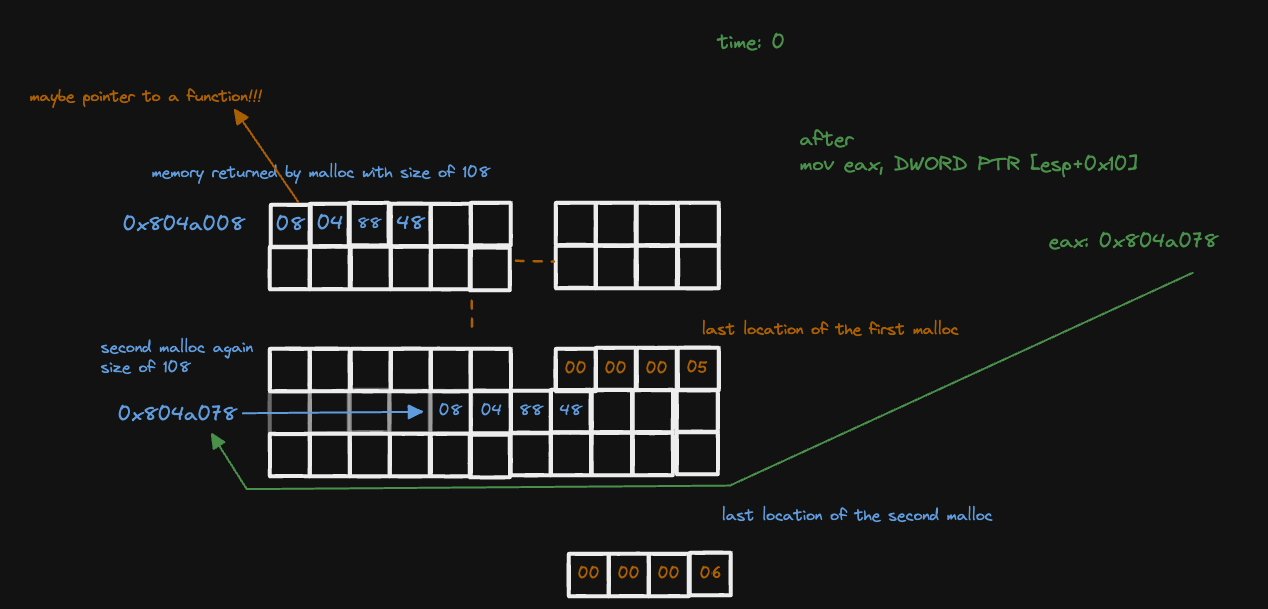 time: 0
maybe pointer to a function!!!
after
mov eax, DWORD PTR [esp+0x10]
memory returned by malloc with size of 108
0x804a008
08 04 88 48
eax: 0x804a078
last location of the first malloc
second malloc again
size of 108
00 00 00 05
0x804a078
08 04 88 48
last location of the second malloc
00 00 00 06